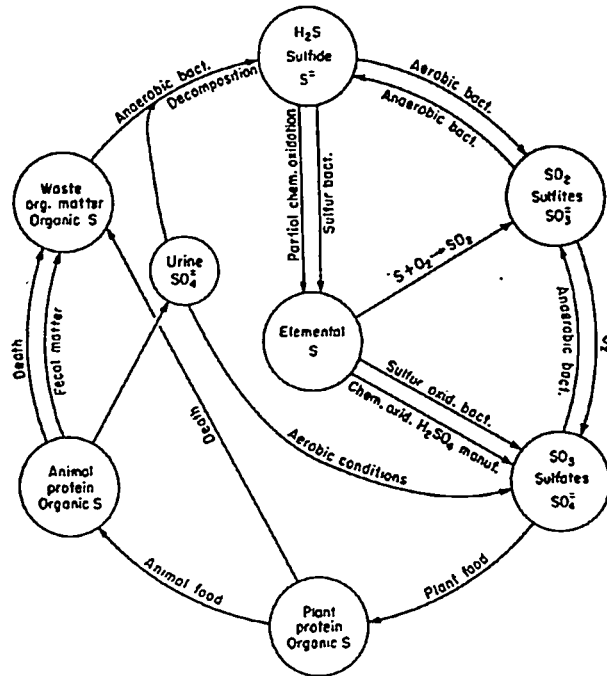 H₂S
Sulfide
S=
Anaerobic bact.
Decomposition
Aerobic bact.
Anaerobic bact.
Partial chem. oxidation
Sulfur bact.
SO₂
Sulfites
SO₃=
Waste
org. matter
Organic S
Urine
SO₄=
S+O₂→SO₂
Elemental
S
Anaerobic bact.
O₂
Death
Fecal matter
Death
Sulfur oxid. bact.
Chem. oxid. H₂SO₄ manuf.
Aerobic conditions
SO₃
Sulfates
SO₄=
Animal
protein
Organic S
Animal food
Plant food
Plant
protein
Organic S